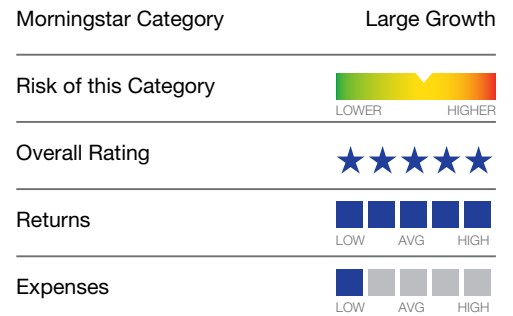 Morningstar Category Large Growth
Risk of this Category
LOWER HIGHER
Overall Rating
Returns
LOW AVG HIGH
Expenses
LOW AVG HIGH